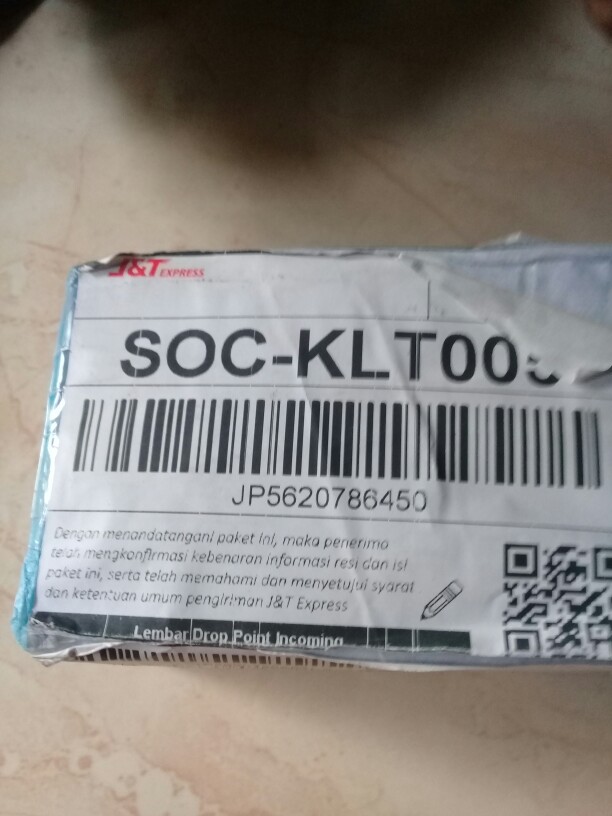 J&T EXPRESS
SOC-KLT00
JP5620786450
Dengan menandatangani paket ini, maka penerima
telah mengkonfirmasi kebenaran informasi resi dan isi
paket ini, serta telah memahami dan menyetujui syarat
dan ketentuan umum pengiriman J&T Express
Lembar Drop Point Incoming